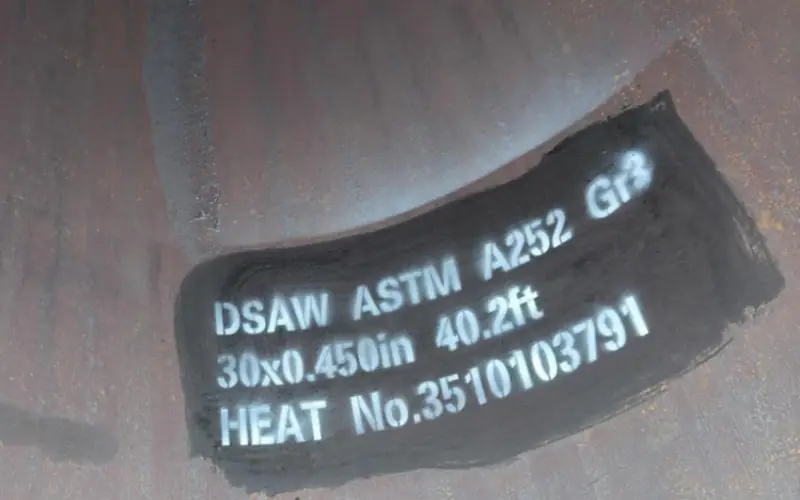 DSAW ASTM A252 Gr3
30x0.450in 40.2ft
HEAT No.3510103791